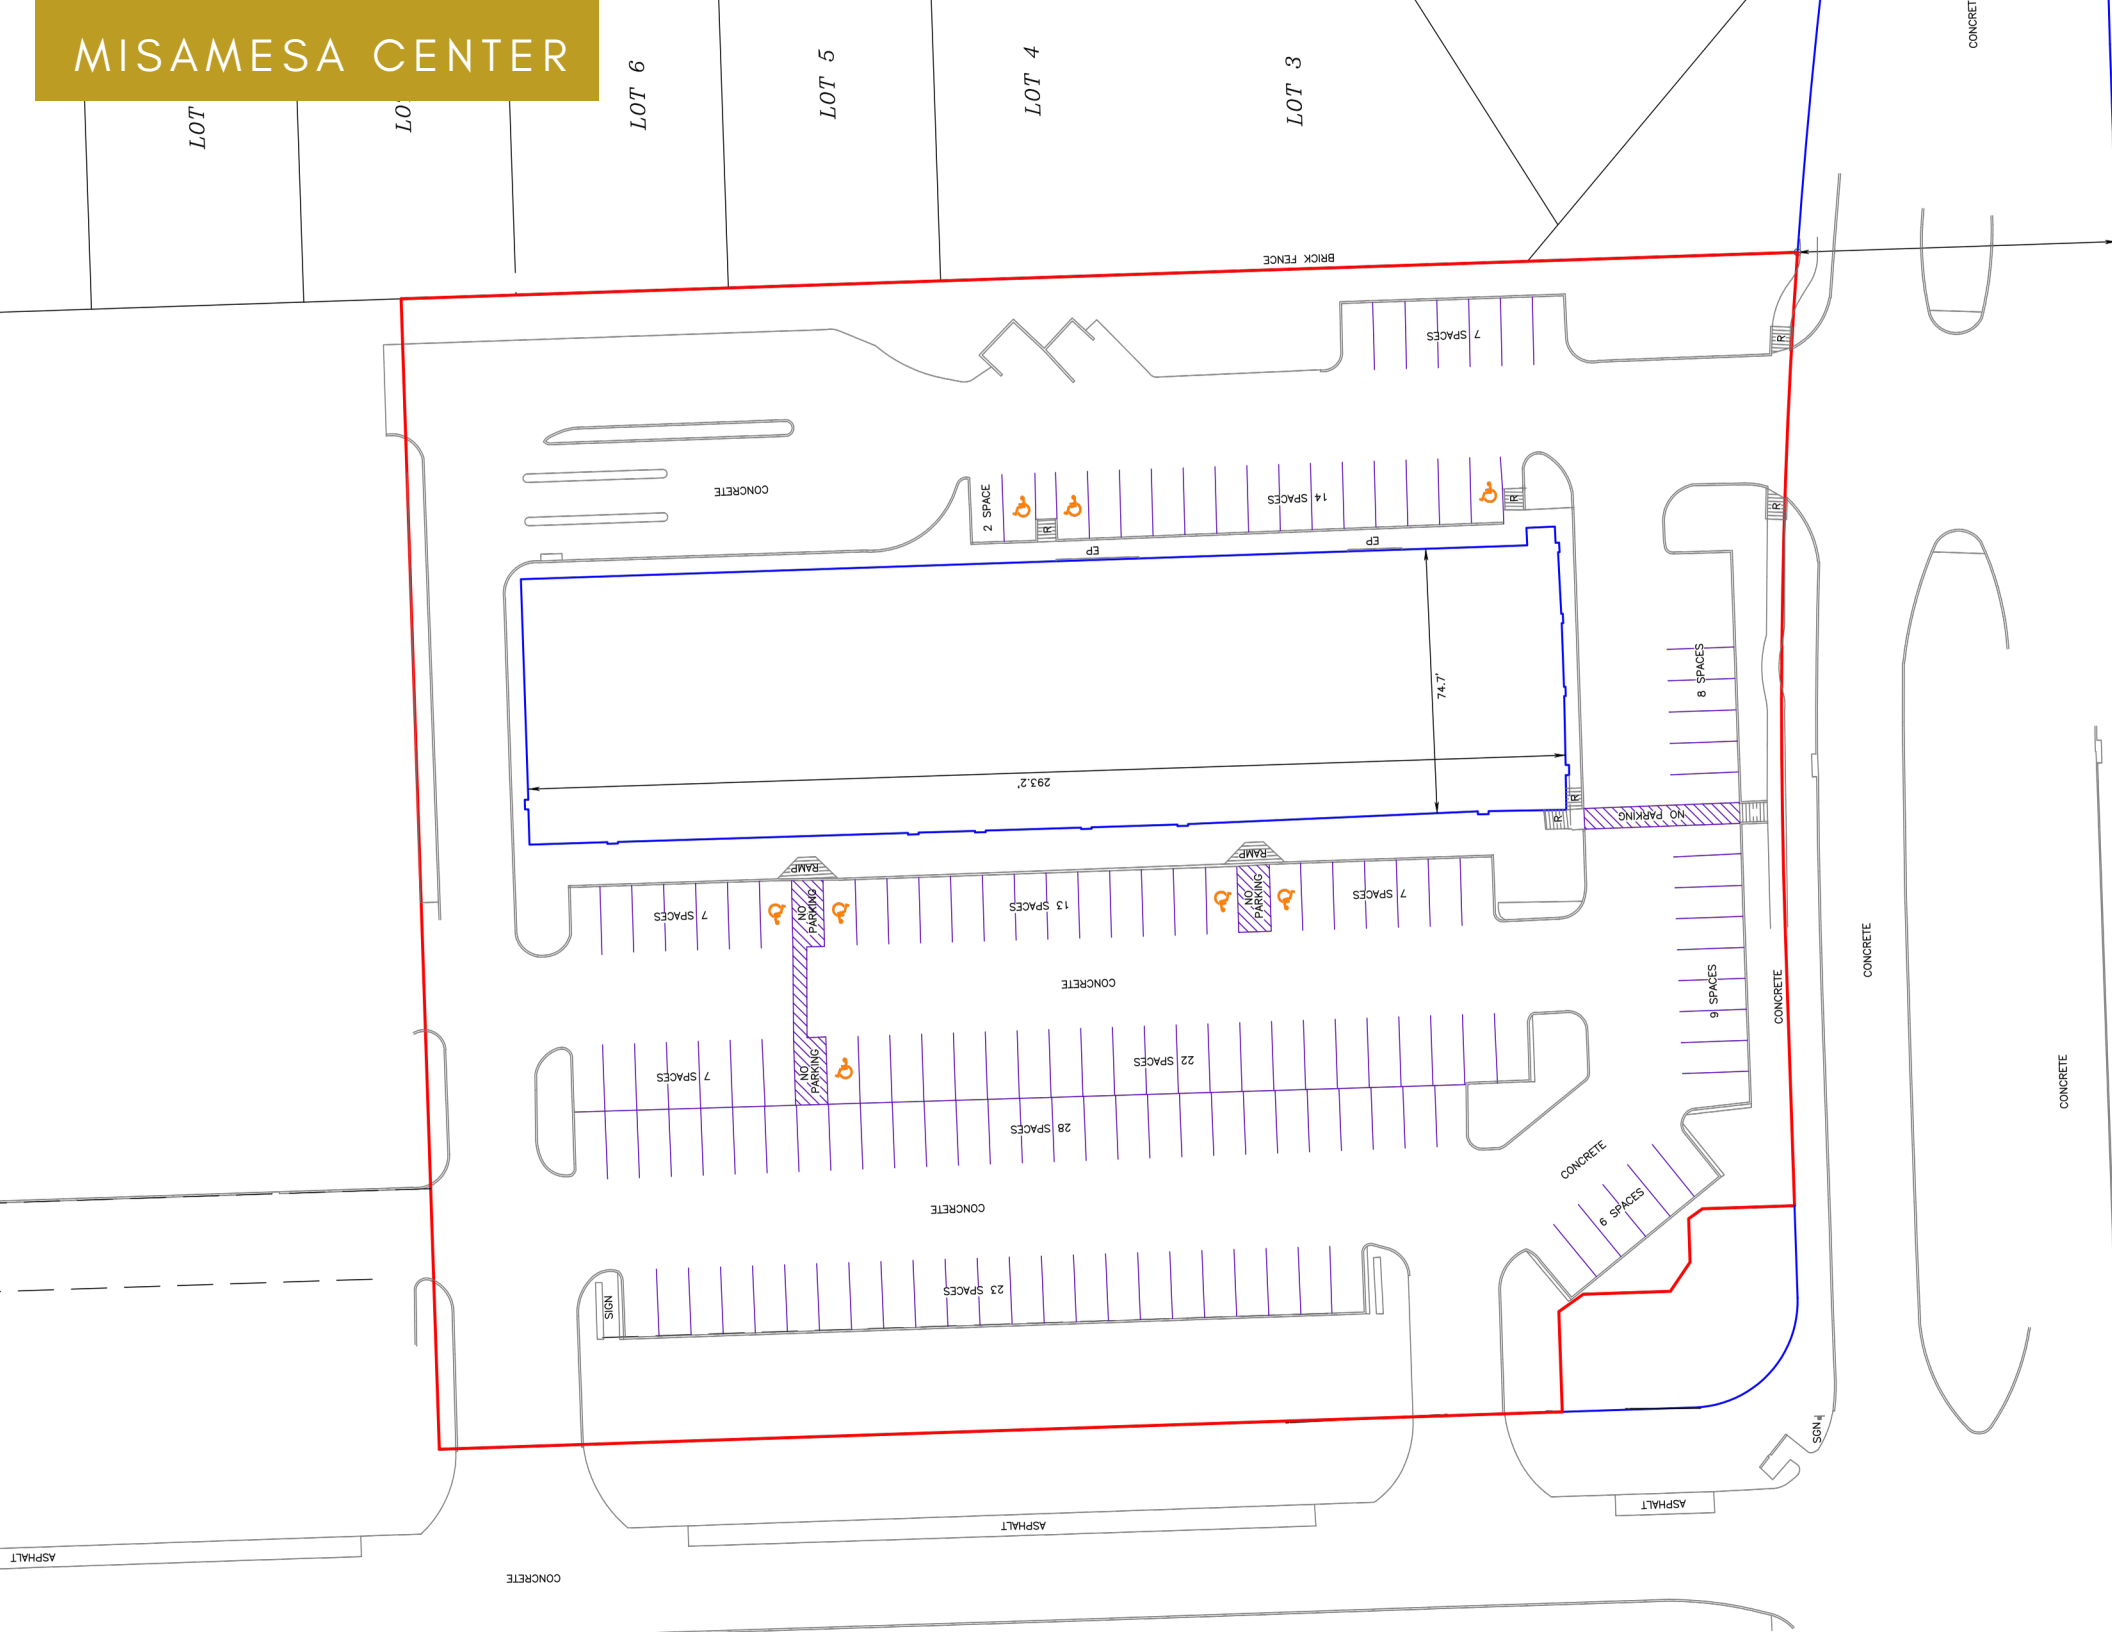 MISAMESA CENTER
LOT
LOT 6
LOT 5
LOT 4
LOT 3
CONCRET
BRICK FENCE
7 SPACES
R
CONCRETE
2 SPACE
R
14 SPACES
R
R
EP
EP
74.7'
8 SPACES
293.2'
R
R
NO PARKING
RAMP
RAMP
7 SPACES
NO
PARKING
13 SPACES
NO
PARKING
7 SPACES
CONCRETE
CONCRETE
9 SPACES
CONCRETE
CONCRETE
7 SPACES
NO
PARKING
22 SPACES
28 SPACES
CONCRETE
CONCRETE
6 SPACES
SIGN
23 SPACES
SGN
ASPHALT
ASPHALT
ASPHALT
CONCRETE